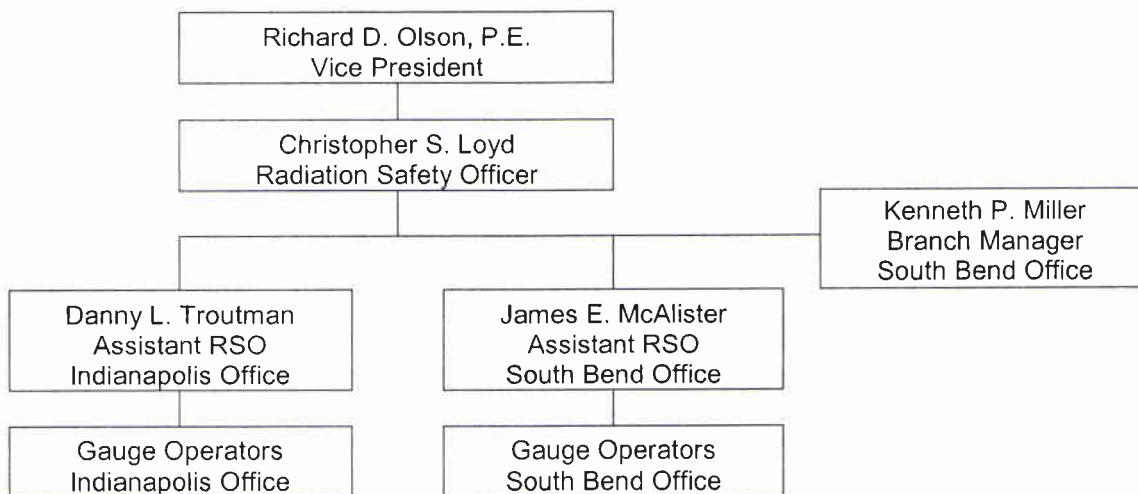 Richard D. Olson, P.E.
Vice President
Christopher S. Loyd
Radiation Safety Officer
Kenneth P. Miller
Branch Manager
South Bend Office
Danny L. Troutman
Assistant RSO
Indianapolis Office
James E. McAlister
Assistant RSO
South Bend Office
Gauge Operators
Indianapolis Office
Gauge Operators
South Bend Office